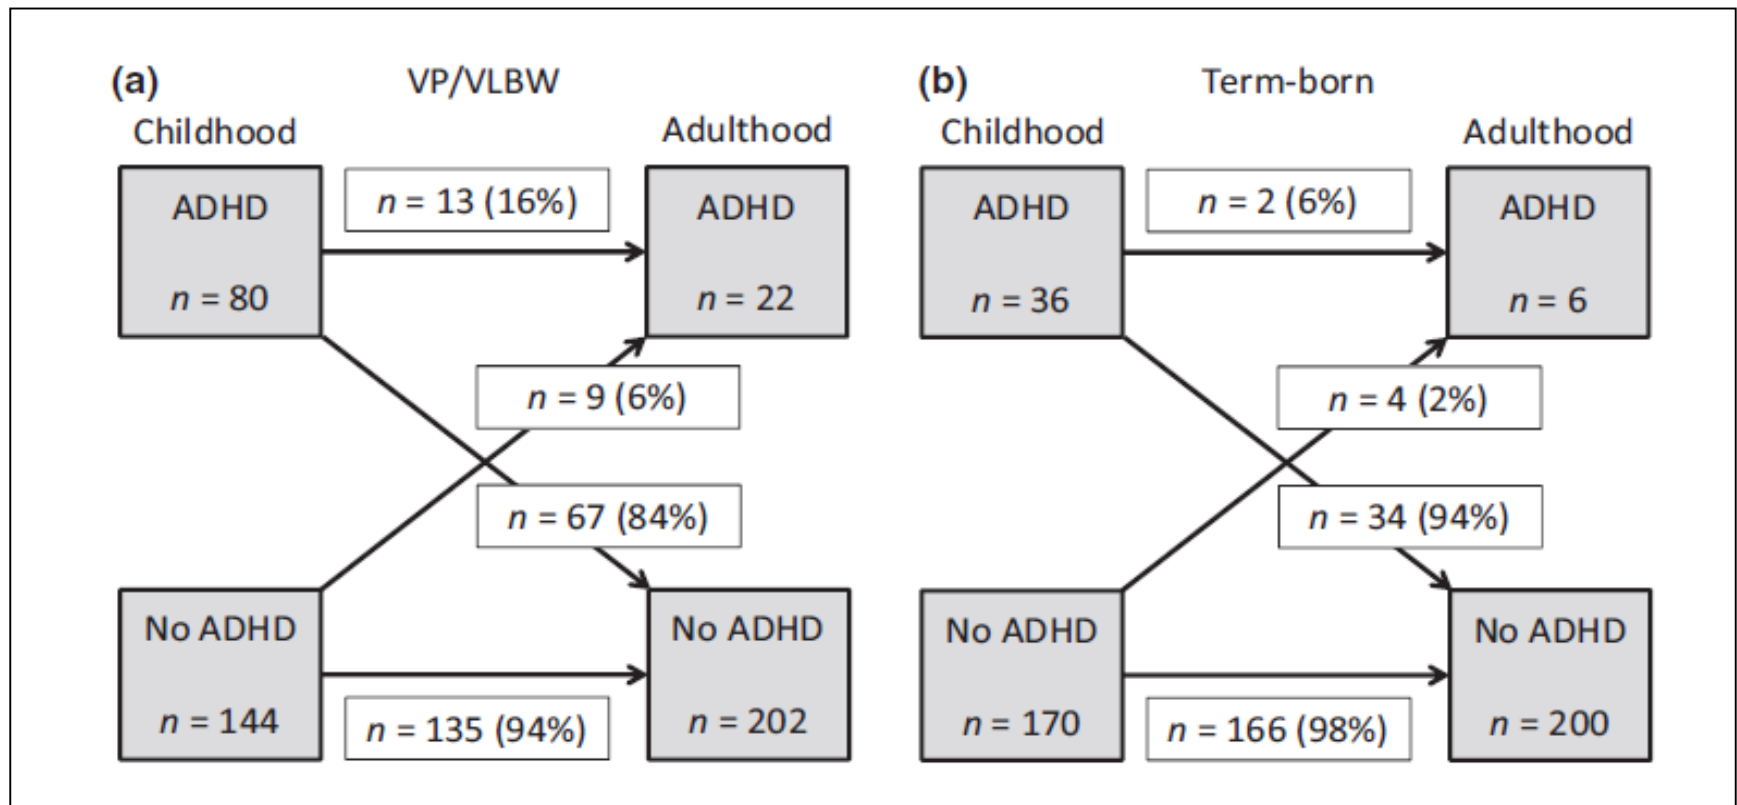 (a) VP/VLBW
Childhood Adulthood
ADHD
n = 80
n = 13 (16%)
ADHD
n = 22
n = 9 (6%)
n = 67 (84%)
No ADHD
n = 144
n = 135 (94%)
No ADHD
n = 202
(b) Term-born
Childhood Adulthood
ADHD
n = 36
n = 2 (6%)
ADHD
n = 6
n = 4 (2%)
n = 34 (94%)
No ADHD
n = 170
n = 166 (98%)
No ADHD
n = 200